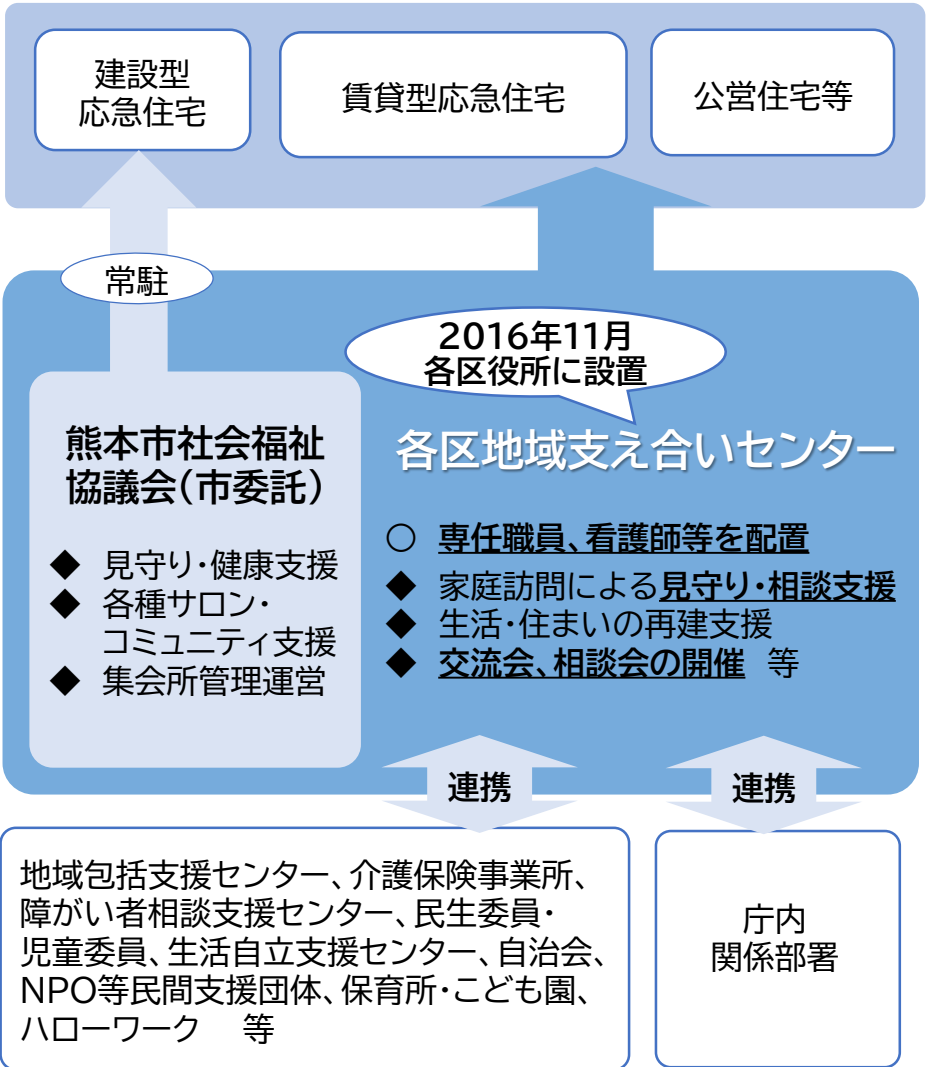 建設型
応急住宅
賃貸型応急住宅
公営住宅等
常駐
2016年11月
各区役所に設置
熊本市社会福祉
協議会(市委託)
◆ 見守り・健康支援
◆ 各種サロン・
コミュニティ支援
◆ 集会所管理運営
各区地域支え合いセンター
○ 専任職員、看護師等を配置
◆ 家庭訪問による見守り・相談支援
◆ 生活・住まいの再建支援
◆ 交流会、相談会の開催 等
連携
連携
地域包括支援センター、介護保険事業所、
障がい者相談支援センター、民生委員・
児童委員、生活自立支援センター、自治会、
NPO等民間支援団体、保育所・こども園、
ハローワーク 等
庁内
関係部署